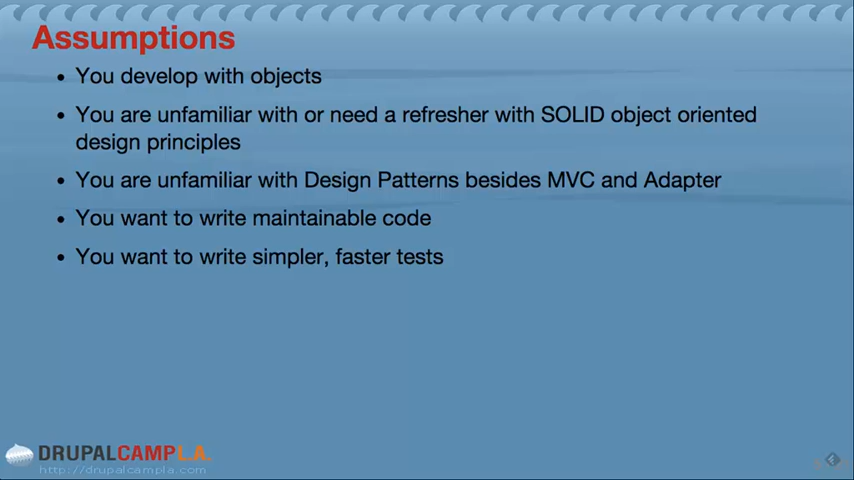 Assumptions
• You develop with objects
• You are unfamiliar with or need a refresher with SOLID object oriented
design principles
• You are unfamiliar with Design Patterns besides MVC and Adapter
• You want to write maintainable code
• You want to write simpler, faster tests
DRUPALCAMPL.A.
http://drupalcampla.com